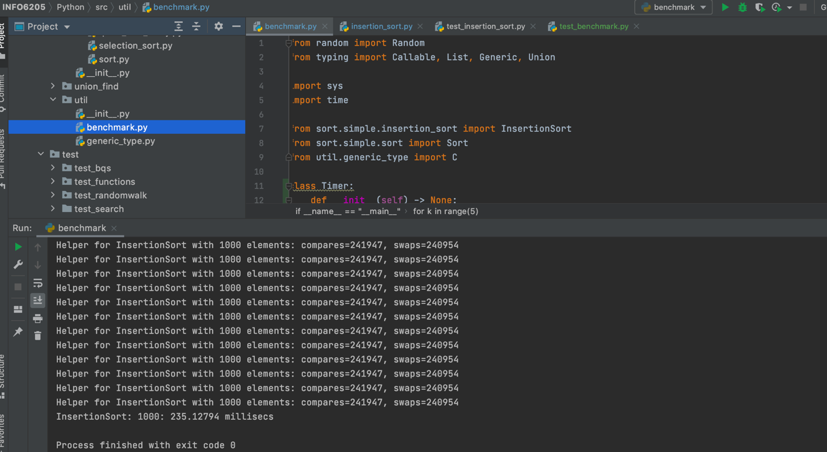 INFO6205 > Python > src > util > benchmark.py
benchmark
Project
benchmark.py
insertion_sort.py
test_insertion_sort.py
test_benchmark.py
selection_sort.py
sort.py
__init__.py
union_find
util
__init__.py
benchmark.py
generic_type.py
test
test_bqs
test_functions
test_randomwalk
test_search
Project
Commit
Pull Requests
Structure
Favorites
1 rom random import Random
2 rom typing import Callable, List, Generic, Union
3
4 mport sys
5 mport time
6
7 rom sort.simple.insertion_sort import InsertionSort
8 rom sort.simple.sort import Sort
9 rom util.generic_type import C
10
11 lass Timer:
12 def __init__(self) -> None:
if __name__ == "__main__" › for k in range(5)
Run: benchmark
Helper for InsertionSort with 1000 elements: compares=241947, swaps=240954
Helper for InsertionSort with 1000 elements: compares=241947, swaps=240954
Helper for InsertionSort with 1000 elements: compares=241947, swaps=240954
Helper for InsertionSort with 1000 elements: compares=241947, swaps=240954
Helper for InsertionSort with 1000 elements: compares=241947, swaps=240954
Helper for InsertionSort with 1000 elements: compares=241947, swaps=240954
Helper for InsertionSort with 1000 elements: compares=241947, swaps=240954
Helper for InsertionSort with 1000 elements: compares=241947, swaps=240954
Helper for InsertionSort with 1000 elements: compares=241947, swaps=240954
Helper for InsertionSort with 1000 elements: compares=241947, swaps=240954
Helper for InsertionSort with 1000 elements: compares=241947, swaps=240954
Helper for InsertionSort with 1000 elements: compares=241947, swaps=240954
InsertionSort: 1000: 235.12794 millisecs
Process finished with exit code 0